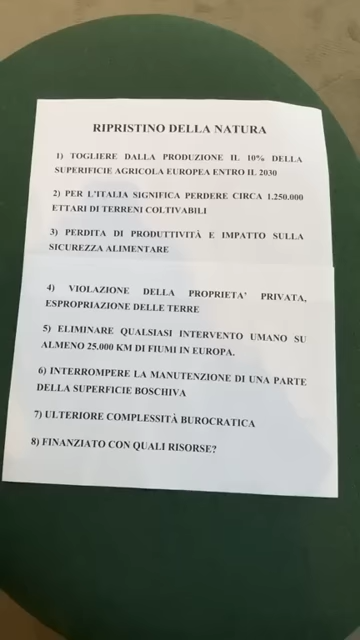 RIPRISTINO DELLA NATURA
1) TOGLIERE DALLA PRODUZIONE IL 10% DELLA
SUPERIFICIE AGRICOLA EUROPEA ENTRO IL 2030
2) PER L'ITALIA SIGNIFICA PERDERE CIRCA 1.250.000
ETTARI DI TERRENI COLTIVABILI
3) PERDITA DI PRODUTTIVITÀ E IMPATTO SULLA
SICUREZZA ALIMENTARE
4) VIOLAZIONE DELLA PROPRIETA' PRIVATA,
ESPROPRIAZIONE DELLE TERRE
5) ELIMINARE QUALSIASI INTERVENTO UMANO SU
ALMENO 25.000 KM DI FIUMI IN EUROPA.
6) INTERROMPERE LA MANUTENZIONE DI UNA PARTE
DELLA SUPERFICIE BOSCHIVA
7) ULTERIORE COMPLESSITÀ BUROCRATICA
8) FINANZIATO CON QUALI RISORSE?